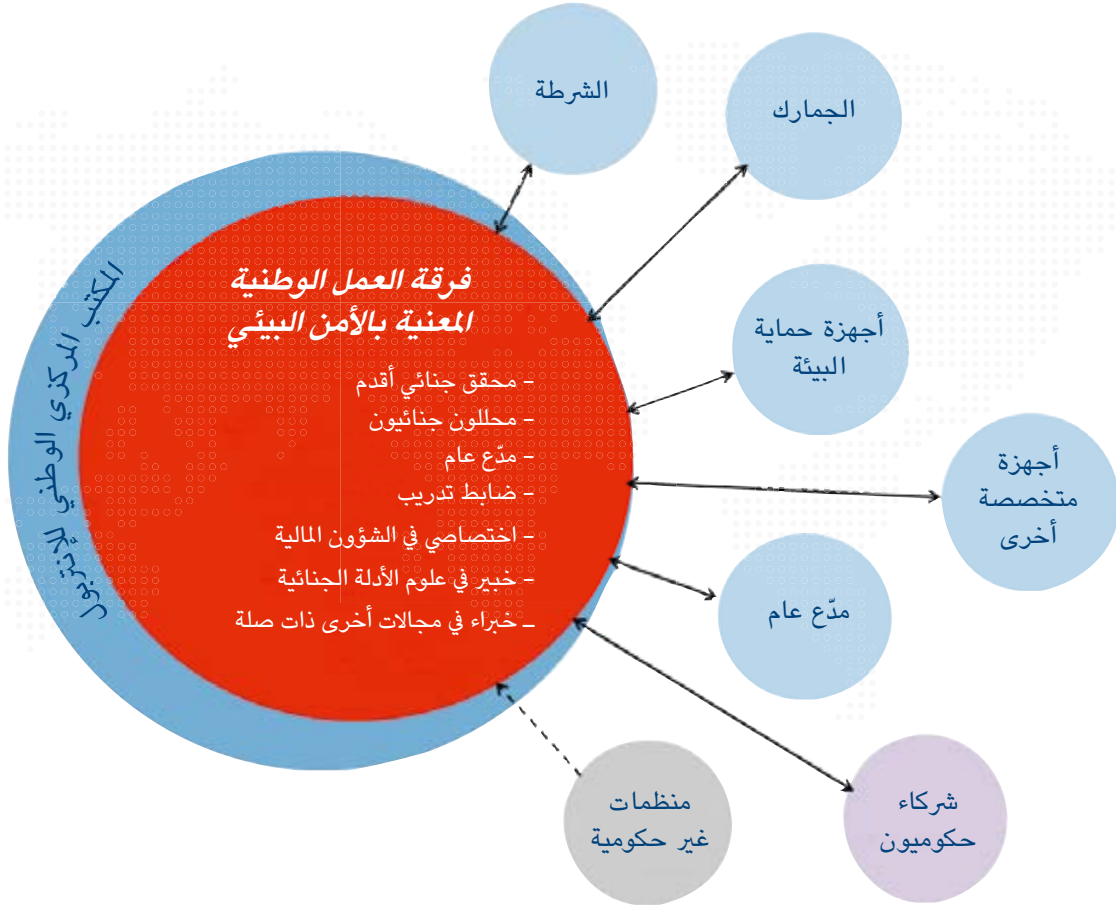 الشرطة
الجمارك
المكتب المركزي الوطني للإنتربول
فرقة العمل الوطنية
المعنية بالأمن البيئي
– محقق جنائي أقدم
– محللون جنائيون
– مدّع عام
– ضابط تدريب
– اختصاصي في الشؤون المالية
– خبير في علوم الأدلة الجنائية
_ خبراء في مجالات أخرى ذات صلة
أجهزة حماية
البيئة
أجهزة
متخصصة
أخرى
مدّع عام
شركاء
حكوميون
منظمات
غير حكومية